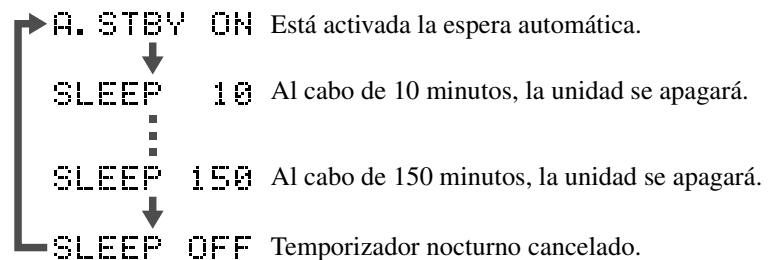 A. STBY ON Está activada la espera automática.
SLEEP 10 Al cabo de 10 minutos, la unidad se apagará.
SLEEP 150 Al cabo de 150 minutos, la unidad se apagará.
SLEEP OFF Temporizador nocturno cancelado.